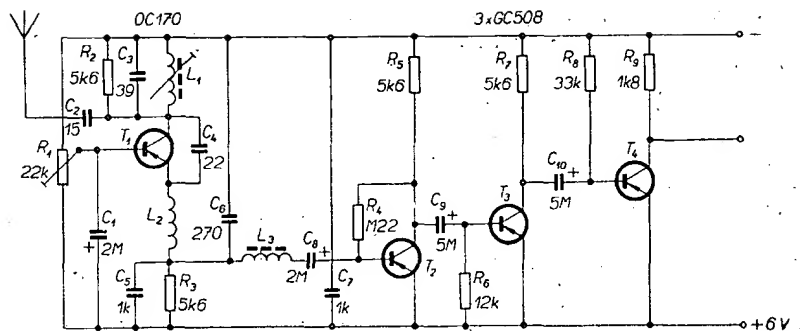 OC170
3xGC508
R2
5k6
C3
39
L1
R5
5k6
R7
5k6
R8
33k
R9
1k8
−
C2
15
T1
C4
22
R1
22k
C10
5M
T4
C1
+
2M
L2
C6
270
R4
M22
C9
+
5M
T3
+
L3
C8
+
2M
T2
C5
1k
R3
5k6
C7
1k
R6
12k
+6V